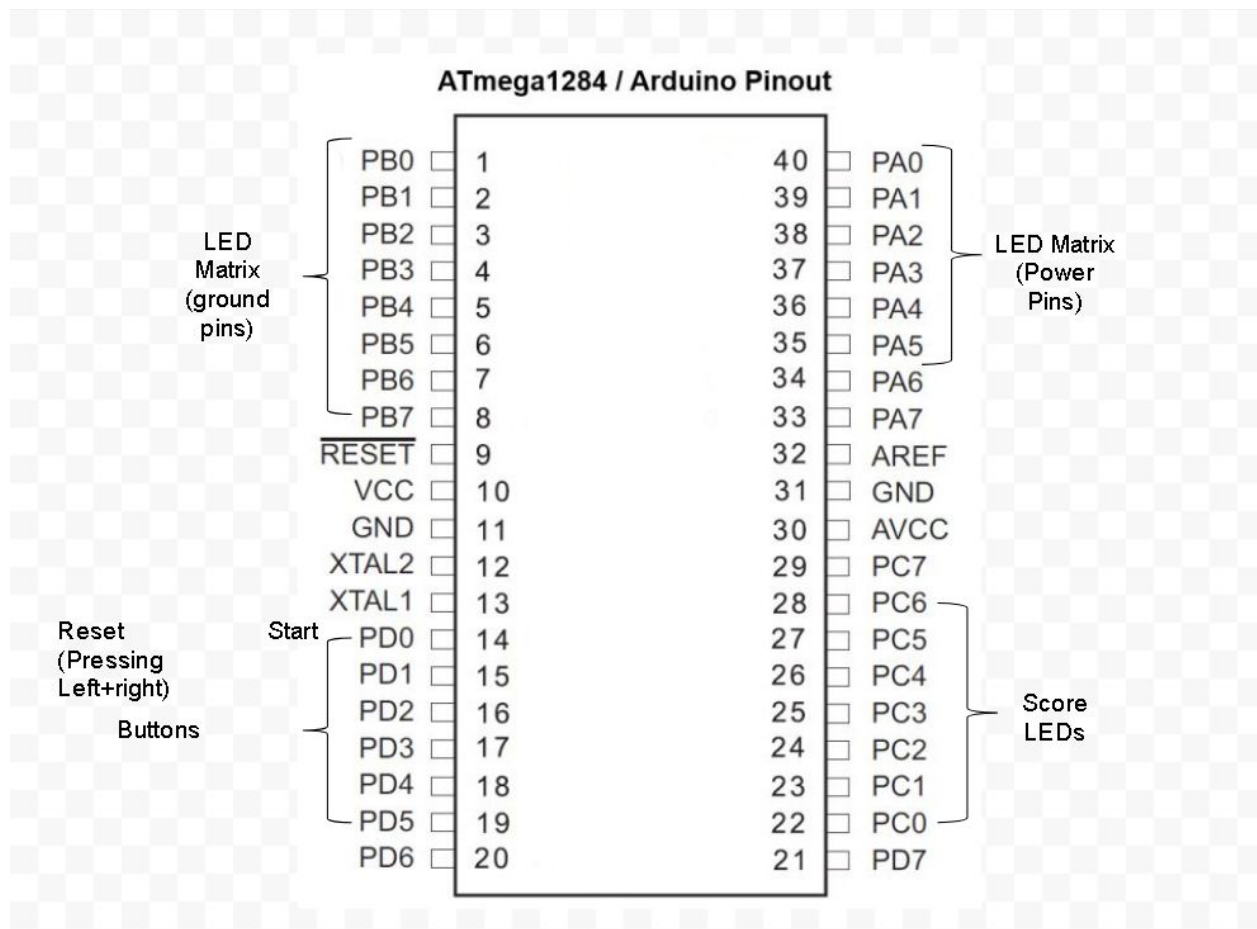 ATmega1284 / Arduino Pinout
PB0 1 40 PA0
PB1 2 39 PA1
PB2 3 38 PA2
PB3 4 37 PA3
PB4 5 36 PA4
PB5 6 35 PA5
PB6 7 34 PA6
PB7 8 33 PA7
RESET 9 32 AREF
VCC 10 31 GND
GND 11 30 AVCC
XTAL2 12 29 PC7
XTAL1 13 28 PC6
PD0 14 27 PC5
PD1 15 26 PC4
PD2 16 25 PC3
PD3 17 24 PC2
PD4 18 23 PC1
PD5 19 22 PC0
PD6 20 21 PD7
LED
Matrix
(ground
pins)
LED Matrix
(Power
Pins)
Reset
(Pressing
Left+right)
Start
Buttons
Score
LEDs